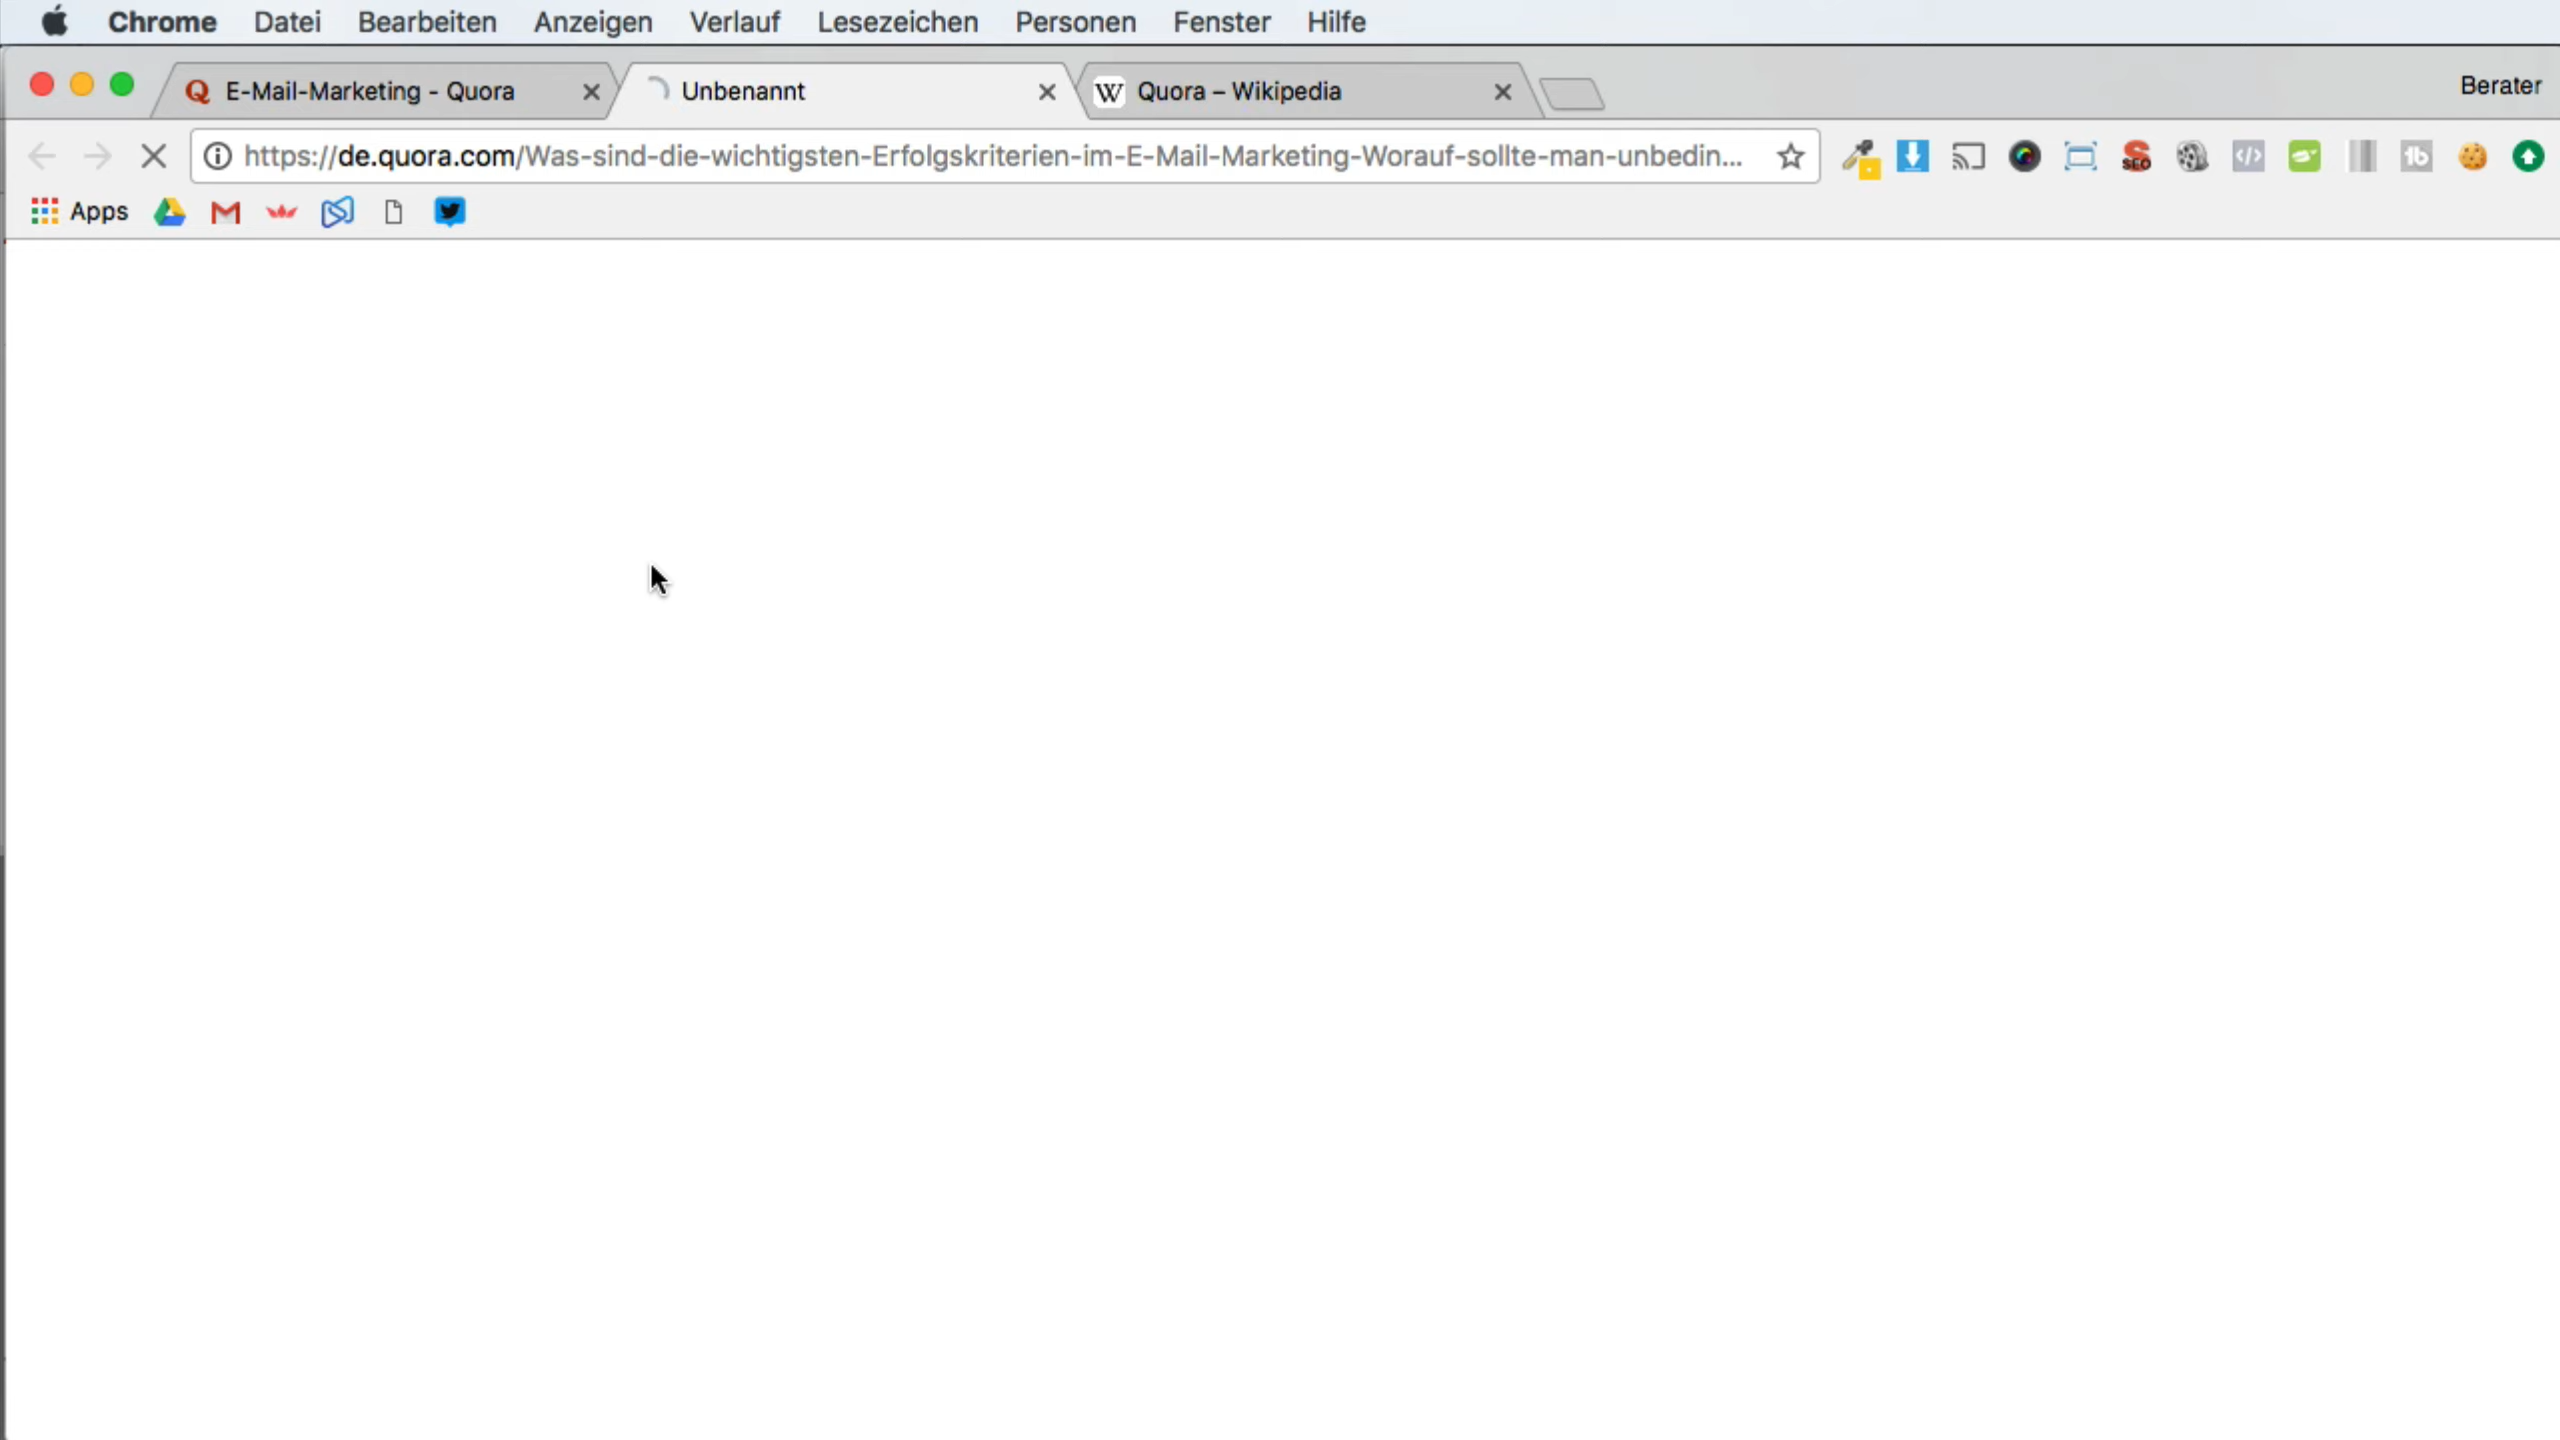 Chrome Datei Bearbeiten Anzeigen Verlauf Lesezeichen Personen Fenster Hilfe
Q E-Mail-Marketing - Quora Unbenannt W Quora – Wikipedia Berater
https://de.quora.com/Was-sind-die-wichtigsten-Erfolgskriterien-im-E-Mail-Marketing-Worauf-sollte-man-unbedin... SEO
Apps